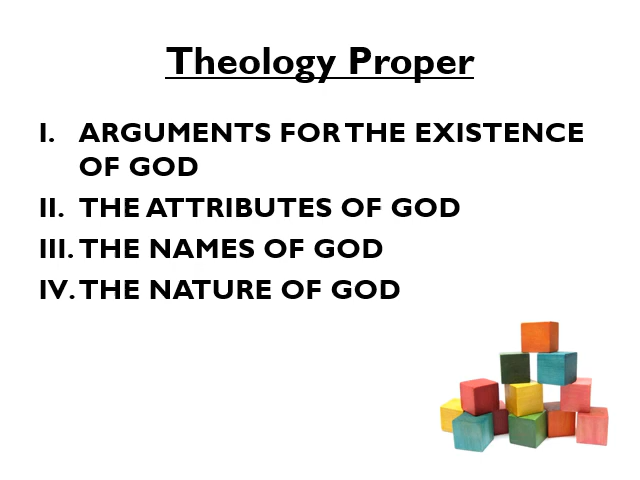 Theology Proper
I. ARGUMENTS FOR THE EXISTENCE
OF GOD
II. THE ATTRIBUTES OF GOD
III. THE NAMES OF GOD
IV. THE NATURE OF GOD